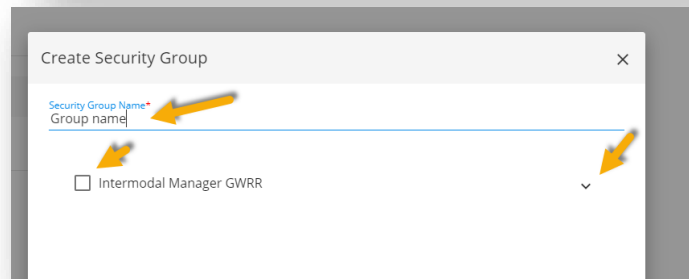 Create Security Group
Security Group Name*
Group name
Intermodal Manager GWRR